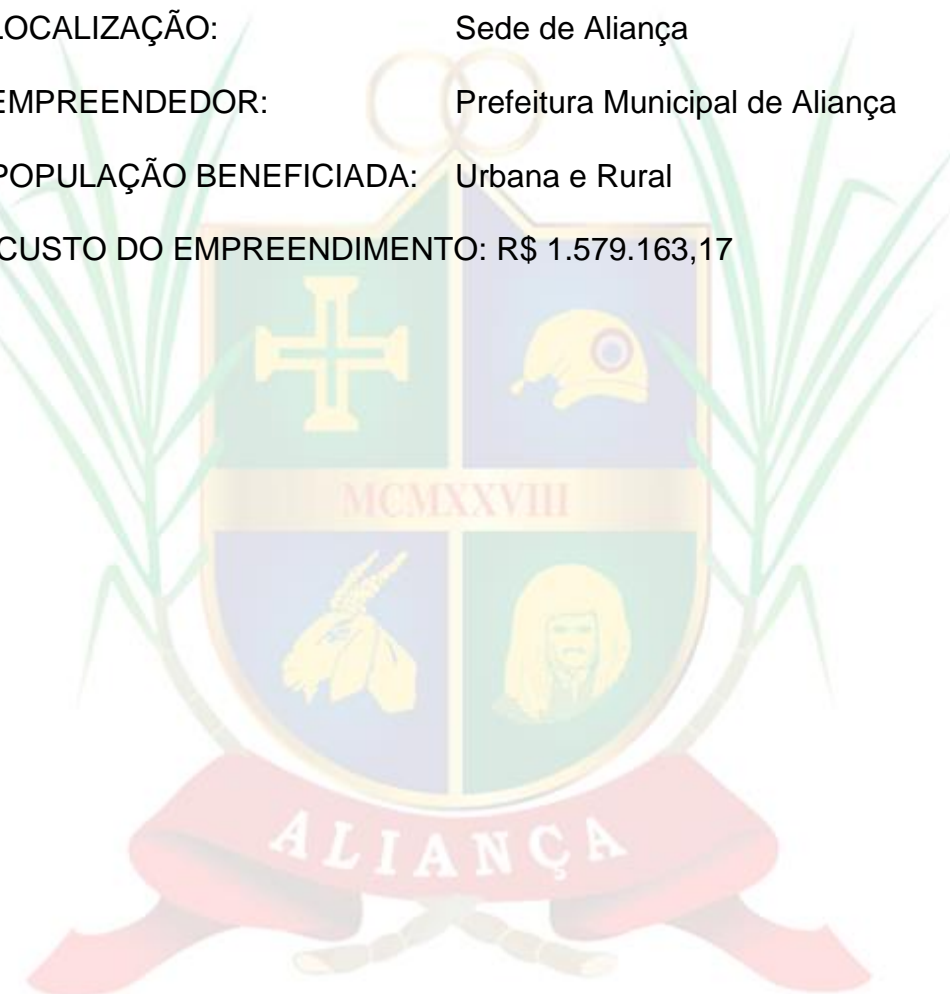 LOCALIZAÇÃO: Sede de Aliança
EMPREENDEDOR: Prefeitura Municipal de Aliança
POPULAÇÃO BENEFICIADA: Urbana e Rural
CUSTO DO EMPREENDIMENTO: R$ 1.579.163,17
MCMXXVIII
ALIANÇA